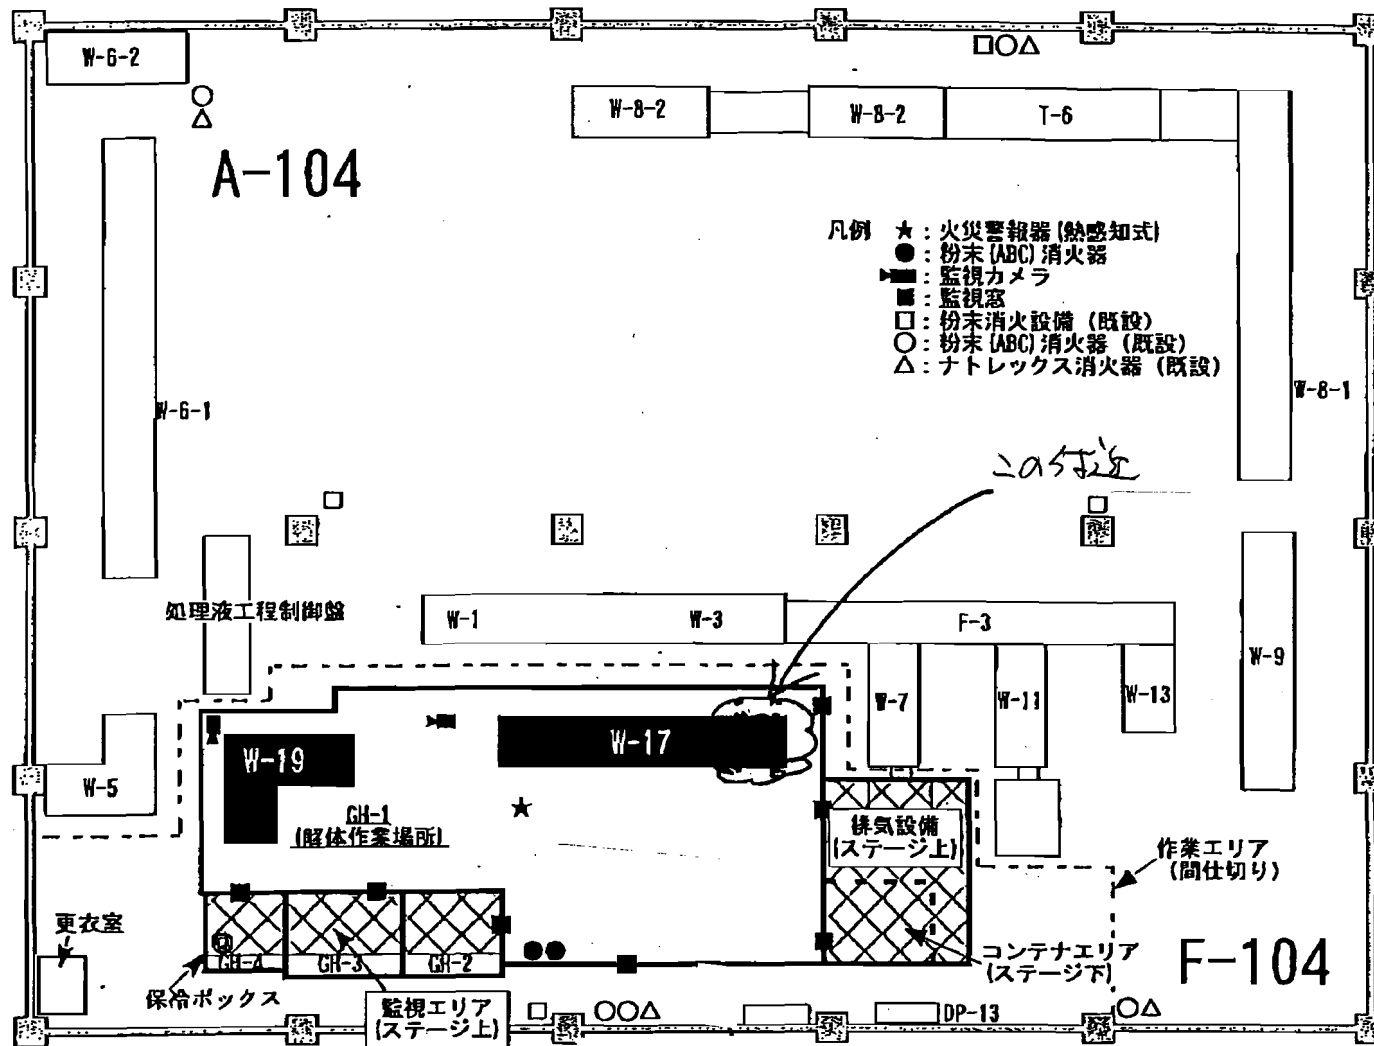 W-6-2
W-8-2
W-8-2
T-6
A-104
凡例 ★：火災警報器(熱感知式)
●：粉末(ABC)消火器
：監視カメラ
■：監視窓
□：粉末消火設備（既設）
○：粉末(ABC)消火器（既設）
△：ナトレックス消火器（既設）
W-6-1
W-8-1
この付近
処理液工程制御盤
W-1
W-3
F-3
W-9
W-7
W-11
W-13
W-19
W-17
W-5
GH-1
(解体作業場所)
排気設備
(ステージ上)
作業エリア
(間仕切り)
更衣室
GH-4
GH-3
GH-2
コンテナエリア
(ステージ下)
F-104
保冷ボックス
監視エリア
(ステージ上)
DP-13